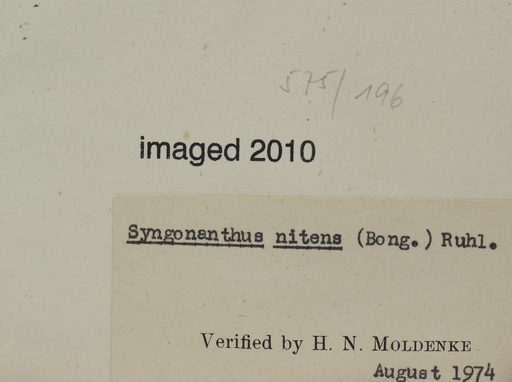 575/196
imaged 2010
Syngonanthus nitens (Bong.) Ruhl.
Verified by H. N. MOLDENKE
August 1974